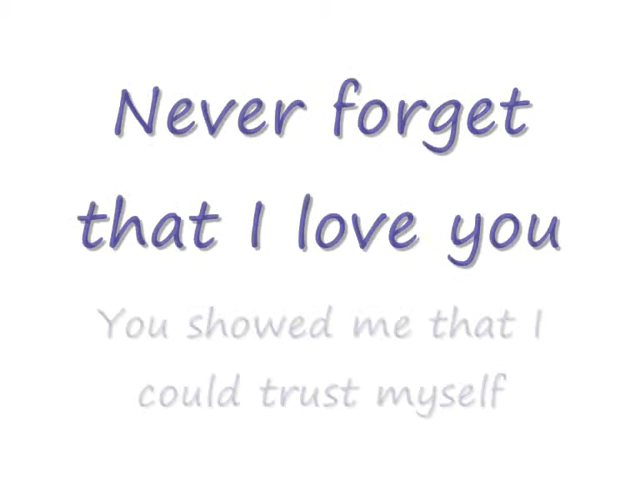 Never forget
that I love you
You showed me that I
could trust myself